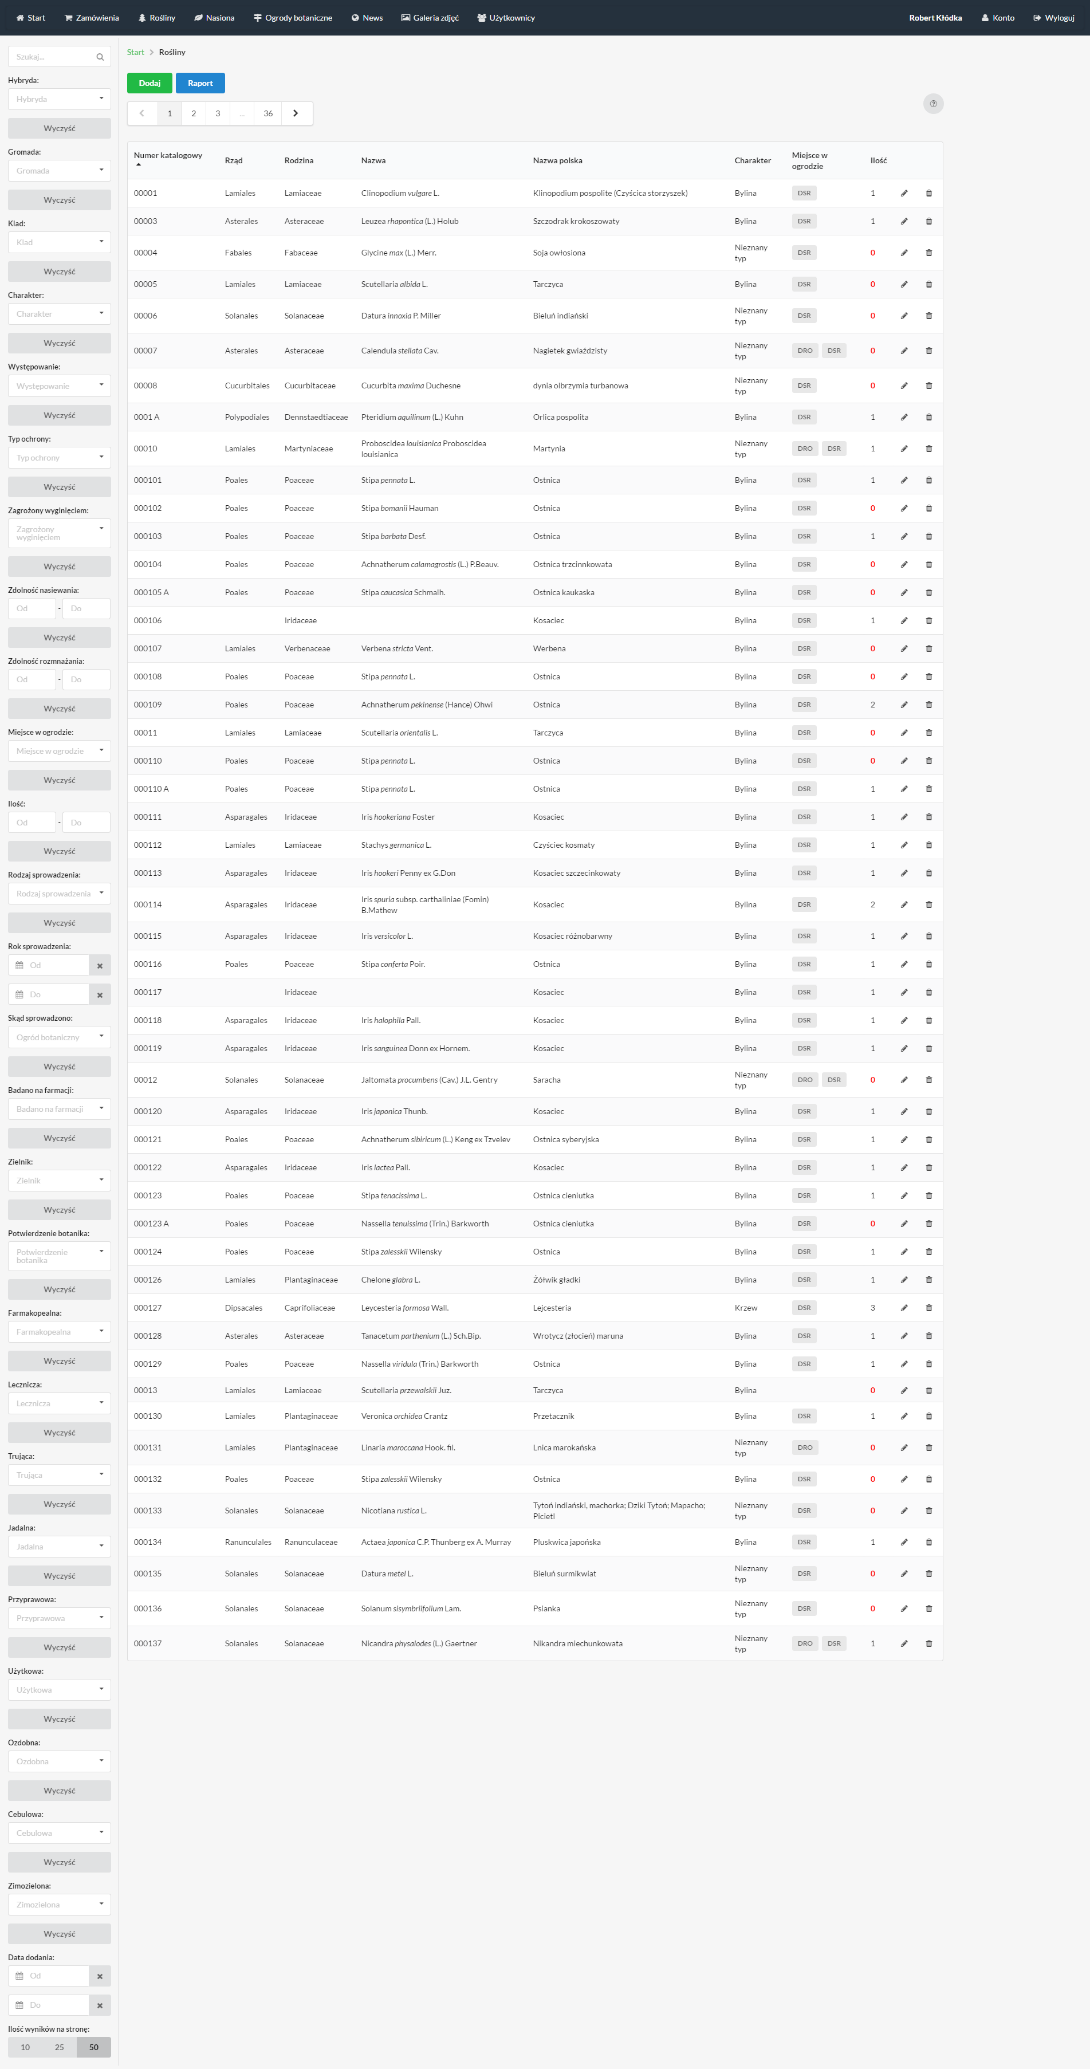 Start Zamówienia Rośliny Nasiona Ogrody botaniczne News Galeria zdjęć Użytkownicy Robert Kłódka Konto Wyloguj
Szukaj...
Hybryda:
Hybryda
Wyczyść
Gromada:
Gromada
Wyczyść
Klad:
Klad
Wyczyść
Charakter:
Charakter
Wyczyść
Występowanie:
Występowanie
Wyczyść
Typ ochrony:
Typ ochrony
Wyczyść
Zagrożony wyginięciem:
Zagrożony
wyginięciem
Wyczyść
Zdolność nasiewania:
Od - Do
Wyczyść
Zdolność rozmnażania:
Od - Do
Wyczyść
Miejsce w ogrodzie:
Miejsce w ogrodzie
Wyczyść
Ilość:
Od - Do
Wyczyść
Rodzaj sprowadzenia:
Rodzaj sprowadzenia
Wyczyść
Rok sprowadzenia:
Od
Do
Skąd sprowadzono:
Ogród botaniczny
Wyczyść
Badano na farmacji:
Badano na farmacji
Wyczyść
Zielnik:
Zielnik
Wyczyść
Potwierdzenie botanika:
Potwierdzenie
botanika
Wyczyść
Farmakopealna:
Farmakopealna
Wyczyść
Lecznicza:
Lecznicza
Wyczyść
Trująca:
Trująca
Wyczyść
Jadalna:
Jadalna
Wyczyść
Przyprawowa:
Przyprawowa
Wyczyść
Użytkowa:
Użytkowa
Wyczyść
Ozdobna:
Ozdobna
Wyczyść
Cebulowa:
Cebulowa
Wyczyść
Zimozielona:
Zimozielona
Wyczyść
Data dodania:
Od
Do
Ilość wyników na stronę:
10 25 50
Start > Rośliny
Dodaj Raport
1 2 3 ... 36
Numer katalogowy Rząd Rodzina Nazwa Nazwa polska Charakter Miejsce w ogrodzie Ilość
00001 Lamiales Lamiaceae Clinopodium vulgare L. Klinopodium pospolite (Czyścica storzyszek) Bylina DSR 1
00003 Asterales Asteraceae Leuzea rhapontica (L.) Holub Szczodrak krokoszowaty Bylina DSR 1
00004 Fabales Fabaceae Glycine max (L.) Merr. Soja owłosiona Nieznany typ DSR 0
00005 Lamiales Lamiaceae Scutellaria albida L. Tarczyca Bylina DSR 0
00006 Solanales Solanaceae Datura innoxia P. Miller Bieluń indiański Nieznany typ DSR 0
00007 Asterales Asteraceae Calendula stellata Cav. Nagietek gwiaździsty Nieznany typ DRO DSR 0
00008 Cucurbitales Cucurbitaceae Cucurbita maxima Duchesne dynia olbrzymia turbanowa Nieznany typ DSR 0
0001 A Polypodiales Dennstaedtiaceae Pteridium aquilinum (L.) Kuhn Orlica pospolita Bylina DSR 1
00010 Lamiales Martyniaceae Proboscidea louisianica Proboscidea louisianica Martynia Nieznany typ DRO DSR 1
000101 Poales Poaceae Stipa pennata L. Ostnica Bylina DSR 1
000102 Poales Poaceae Stipa bomanii Hauman Ostnica Bylina DSR 0
000103 Poales Poaceae Stipa barbata Desf. Ostnica Bylina DSR 1
000104 Poales Poaceae Achnatherum calamagrostis (L.) P.Beauv. Ostnica trzcinnkowata Bylina DSR 0
000105 A Poales Poaceae Stipa caucasica Schmalh. Ostnica kaukaska Bylina DSR 0
000106 Iridaceae Kosaciec Bylina DSR 1
000107 Lamiales Verbenaceae Verbena stricta Vent. Werbena Bylina DSR 0
000108 Poales Poaceae Stipa pennata L. Ostnica Bylina DSR 0
000109 Poales Poaceae Achnatherum pekinense (Hance) Ohwi Ostnica Bylina DSR 2
00011 Lamiales Lamiaceae Scutellaria orientalis L. Tarczyca Bylina DSR 0
000110 Poales Poaceae Stipa pennata L. Ostnica Bylina DSR 0
000110 A Poales Poaceae Stipa pennata L. Ostnica Bylina DSR 1
000111 Asparagales Iridaceae Iris hookeriana Foster Kosaciec Bylina DSR 1
000112 Lamiales Lamiaceae Stachys germanica L. Czyściec kosmaty Bylina DSR 1
000113 Asparagales Iridaceae Iris hookeri Penny ex G.Don Kosaciec szczecinkowaty Bylina DSR 1
000114 Asparagales Iridaceae Iris spuria subsp. carthaliniae (Fomin) B.Mathew Kosaciec Bylina DSR 2
000115 Asparagales Iridaceae Iris versicolor L. Kosaciec różnobarwny Bylina DSR 1
000116 Poales Poaceae Stipa conferta Poir. Ostnica Bylina DSR 1
000117 Iridaceae Kosaciec Bylina DSR 1
000118 Asparagales Iridaceae Iris halophila Pall. Kosaciec Bylina DSR 1
000119 Asparagales Iridaceae Iris sanguinea Donn ex Hornem. Kosaciec Bylina DSR 1
00012 Solanales Solanaceae Jaltomata procumbens (Cav.) J.L. Gentry Saracha Nieznany typ DRO DSR 0
000120 Asparagales Iridaceae Iris japonica Thunb. Kosaciec Bylina DSR 1
000121 Poales Poaceae Achnatherum sibiricum (L.) Keng ex Tzvelev Ostnica syberyjska Bylina DSR 1
000122 Asparagales Iridaceae Iris lactea Pall. Kosaciec Bylina DSR 1
000123 Poales Poaceae Stipa tenacissima L. Ostnica cieniutka Bylina DSR 1
000123 A Poales Poaceae Nassella tenuissima (Trin.) Barkworth Ostnica cieniutka Bylina DSR 0
000124 Poales Poaceae Stipa zalesskii Wilensky Ostnica Bylina DSR 1
000126 Lamiales Plantaginaceae Chelone glabra L. Żółwik gładki Bylina DSR 1
000127 Dipsacales Caprifoliaceae Leycesteria formosa Wall. Lejcesteria Krzew DSR 3
000128 Asterales Asteraceae Tanacetum parthenium (L.) Sch.Bip. Wrotycz (złocień) maruna Bylina DSR 1
000129 Poales Poaceae Nassella viridula (Trin.) Barkworth Ostnica Bylina DSR 1
00013 Lamiales Lamiaceae Scutellaria przewalskii Juz. Tarczyca Bylina 0
000130 Lamiales Plantaginaceae Veronica orchidea Crantz Przetacznik Bylina DSR 1
000131 Lamiales Plantaginaceae Linaria maroccana Hook. fil. Lnica marokańska Nieznany typ DRO 0
000132 Poales Poaceae Stipa zalesskii Wilensky Ostnica Bylina DSR 0
000133 Solanales Solanaceae Nicotiana rustica L. Tytoń indiański, machorka; Dziki Tytoń; Mapacho; Picietl Nieznany typ DSR 0
000134 Ranunculales Ranunculaceae Actaea japonica C.P. Thunberg ex A. Murray Pluskwica japońska Bylina DSR 1
000135 Solanales Solanaceae Datura metel L. Bieluń surmikwiat Nieznany typ DSR 0
000136 Solanales Solanaceae Solanum sisymbriifolium Lam. Psianka Nieznany typ DSR 0
000137 Solanales Solanaceae Nicandra physalodes (L.) Gaertner Nikandra miechunkowata Nieznany typ DRO DSR 1